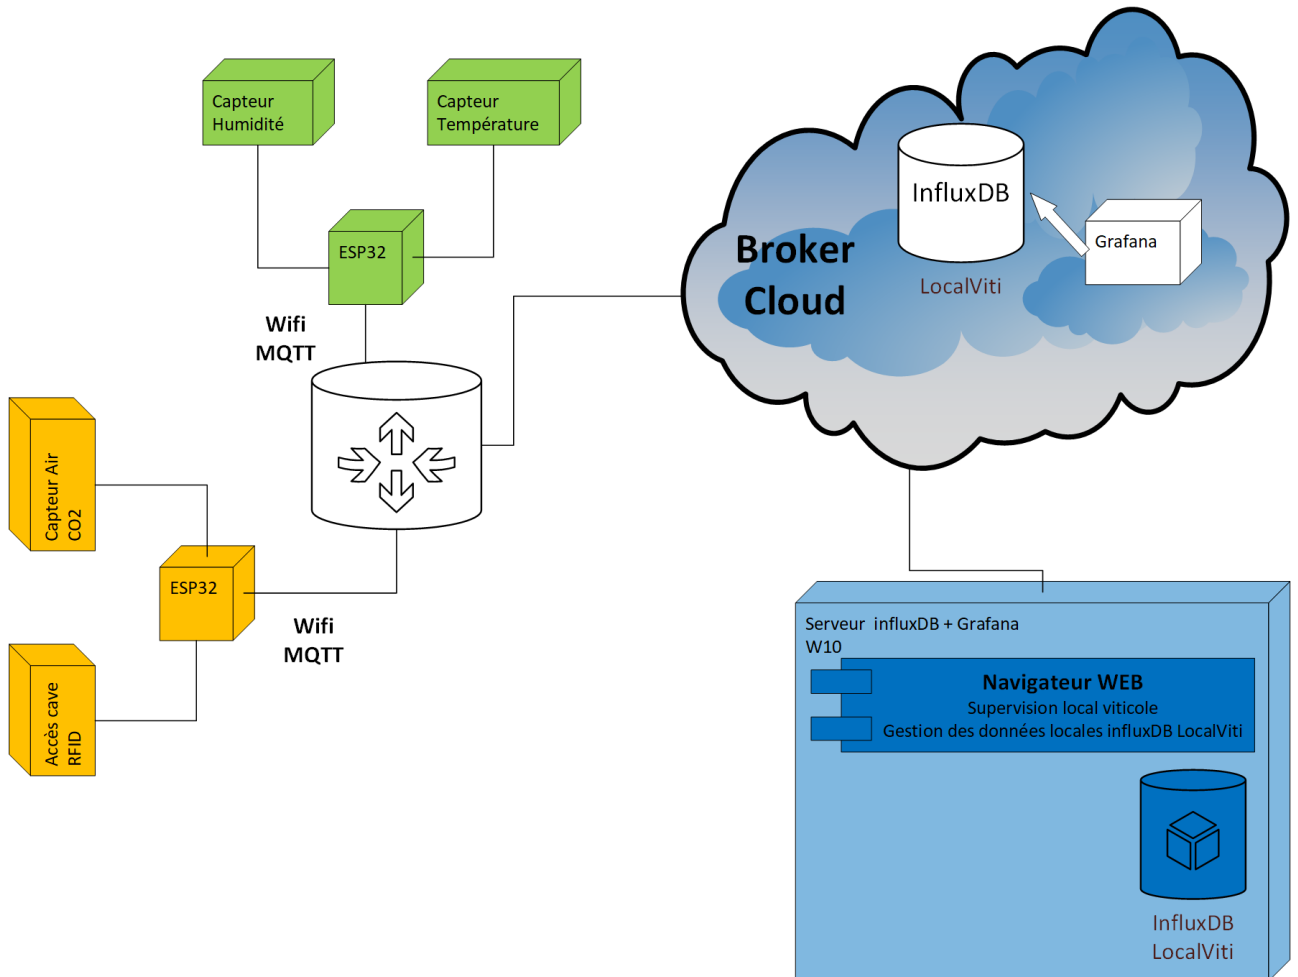 Capteur
Humidité
Capteur
Température
ESP32
Wifi
MQTT
Broker
Cloud
InfluxDB
LocalViti
Grafana
Capteur Air
CO2
ESP32
Wifi
MQTT
Accès cave
RFID
Serveur influxDB + Grafana
W10
Navigateur WEB
Supervision local viticole
Gestion des données locales influxDB LocalViti
InfluxDB
LocalViti